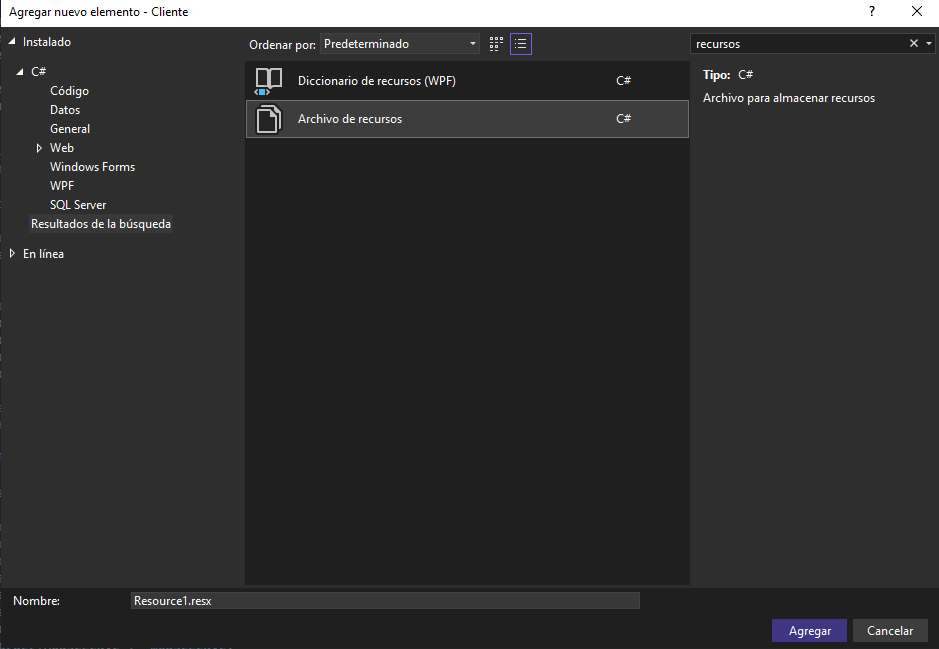 Agregar nuevo elemento - Cliente
?
Instalado
C#
Código
Datos
General
Web
Windows Forms
WPF
SQL Server
Resultados de la búsqueda
En línea
Ordenar por: Predeterminado
Diccionario de recursos (WPF) C#
Archivo de recursos C#
recursos
Tipo: C#
Archivo para almacenar recursos
Nombre: Resource1.resx
Agregar Cancelar